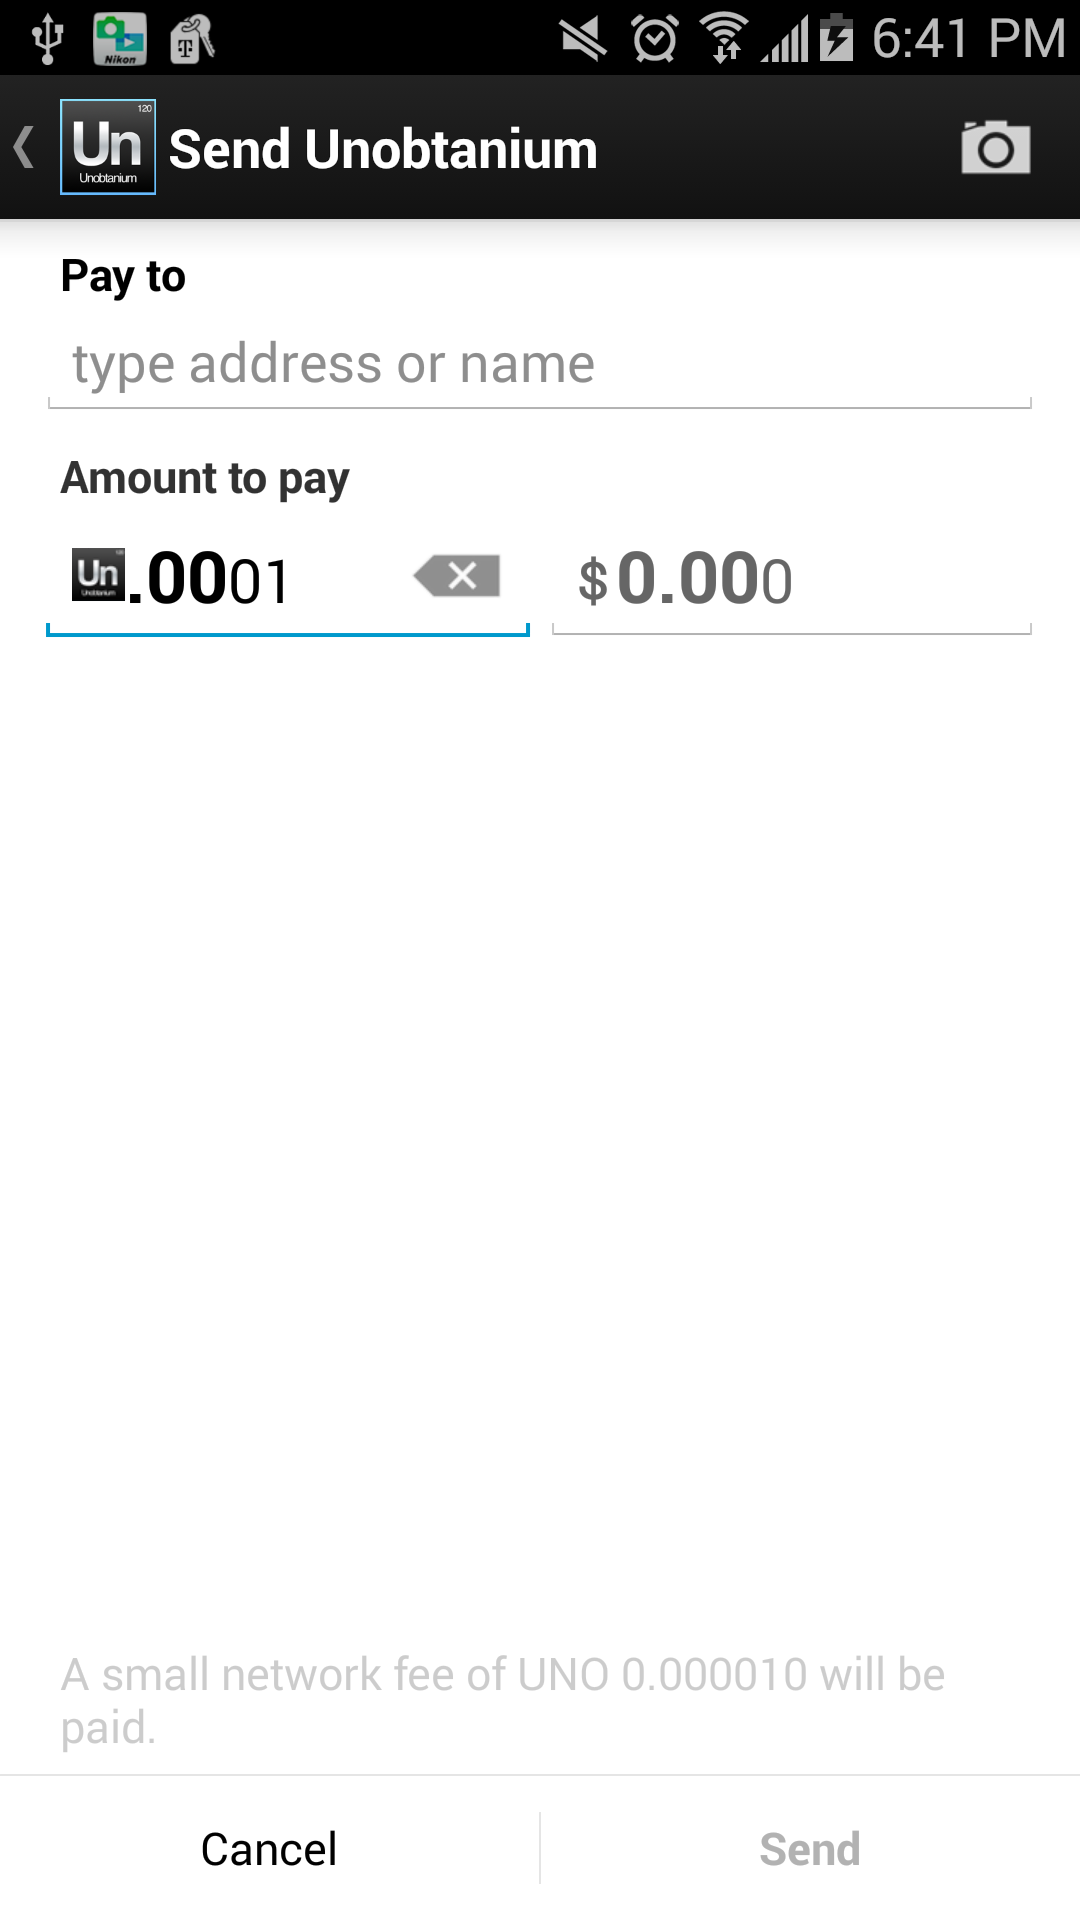 Nikon T 6:41 PM
120
Un
Unobtanium
Send Unobtanium
Pay to
type address or name
Amount to pay
Un .0001 $ 0.000
A small network fee of UNO 0.000010 will be
paid.
Cancel Send